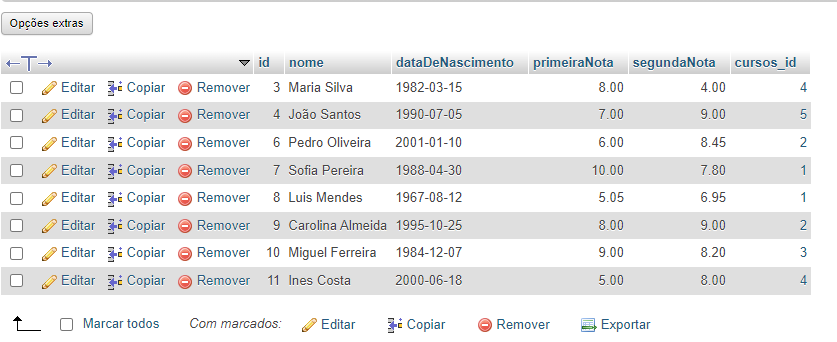 Opções extras
id nome dataDeNascimento primeiraNota segundaNota cursos_id
Editar Copiar Remover 3 Maria Silva 1982-03-15 8.00 4.00 4
Editar Copiar Remover 4 João Santos 1990-07-05 7.00 9.00 5
Editar Copiar Remover 6 Pedro Oliveira 2001-01-10 6.00 8.45 2
Editar Copiar Remover 7 Sofia Pereira 1988-04-30 10.00 7.80 1
Editar Copiar Remover 8 Luis Mendes 1967-08-12 5.05 6.95 1
Editar Copiar Remover 9 Carolina Almeida 1995-10-25 8.00 9.00 2
Editar Copiar Remover 10 Miguel Ferreira 1984-12-07 9.00 8.20 3
Editar Copiar Remover 11 Ines Costa 2000-06-18 5.00 8.00 4
Marcar todos Com marcados: Editar Copiar Remover Exportar